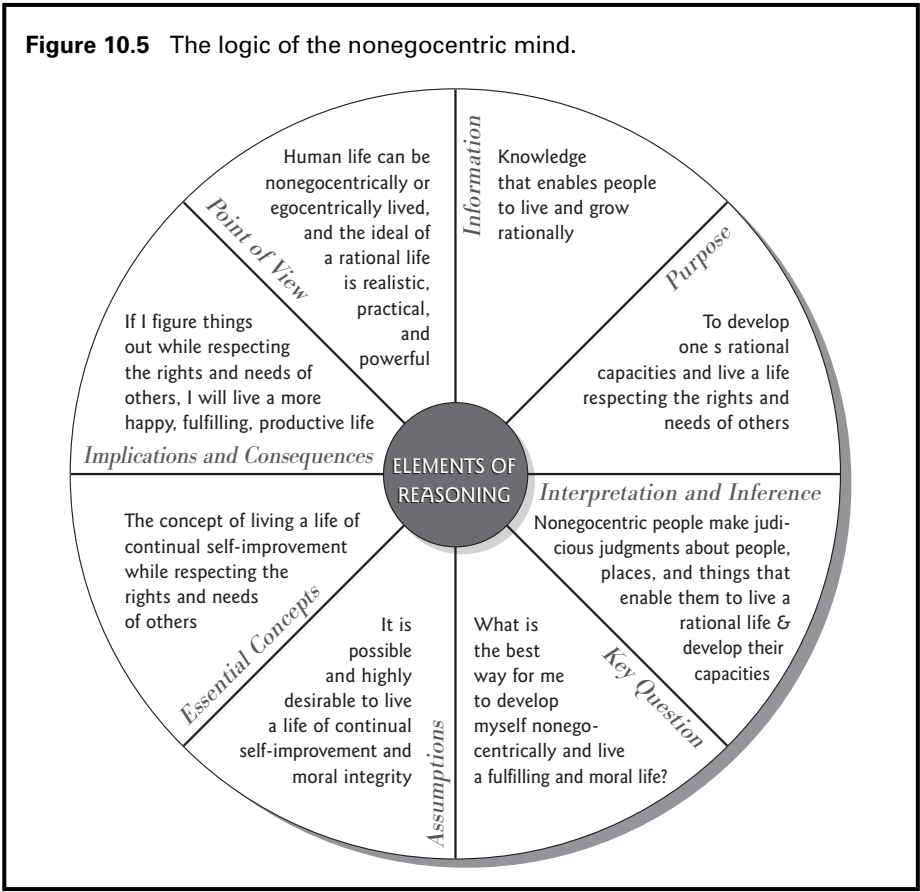 Figure 10.5 The logic of the nonegocentric mind.
Information
Knowledge
that enables people
to live and grow
rationally
Purpose
To develop
one s rational
capacities and live a life
respecting the rights and
needs of others
Interpretation and Inference
Nonegocentric people make judi-
cious judgments about people,
places, and things that
enable them to live a
rational life &
develop their
capacities
Key Question
What is
the best
way for me
to develop
myself nonego-
centrically and live
a fulfilling and moral life?
Assumptions
It is
possible
and highly
desirable to live
a life of continual
self-improvement and
moral integrity
Essential Concepts
The concept of living a life of
continual self-improvement
while respecting the
rights and needs
of others
Implications and Consequences
If I figure things
out while respecting
the rights and needs of
others, I will live a more
happy, fulfilling, productive life
Point of View
Human life can be
nonegocentrically or
egocentrically lived,
and the ideal of
a rational life
is realistic,
practical,
and
powerful
ELEMENTS OF
REASONING